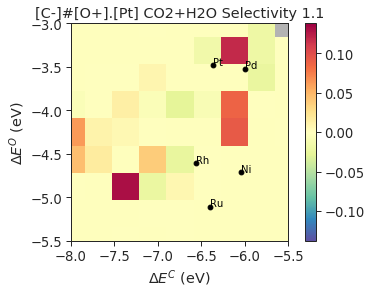 [C-]#[O+].[Pt] CO2+H2O Selectivity 1.1
−3.0
−3.5
−4.0
−4.5
−5.0
−5.5
ΔE^O (eV)
Pt
Pd
Rh
Ni
Ru
−8.0 −7.5 −7.0 −6.5 −6.0 −5.5
ΔE^C (eV)
0.10
0.05
0.00
−0.05
−0.10